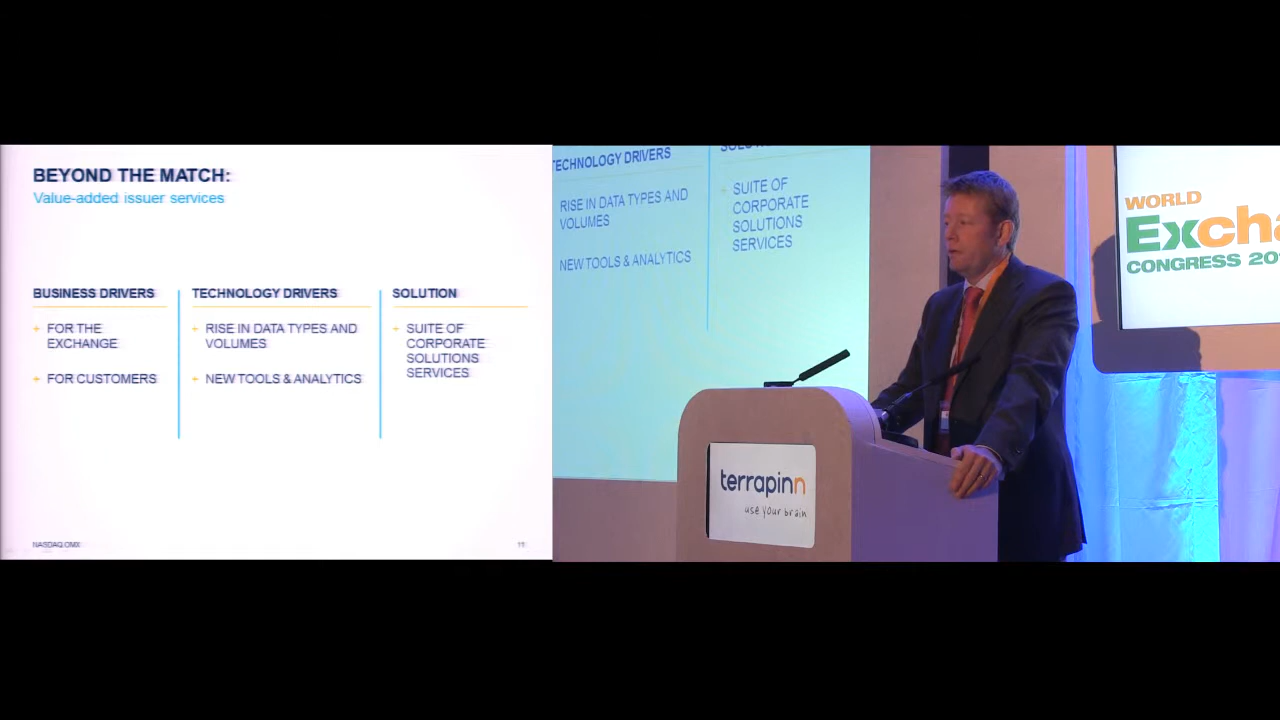 BEYOND THE MATCH:
Value-added issuer services
BUSINESS DRIVERS
+ FOR THE
EXCHANGE
+ FOR CUSTOMERS
TECHNOLOGY DRIVERS
+ RISE IN DATA TYPES AND
VOLUMES
+ NEW TOOLS & ANALYTICS
SOLUTION
+ SUITE OF
CORPORATE
SOLUTIONS
SERVICES
NASDAQ OMX
11
TECHNOLOGY DRIVERS
RISE IN DATA TYPES AND
VOLUMES
NEW TOOLS & ANALYTICS
+ SUITE OF
CORPORATE
SOLUTIONS
SERVICES
terrapinn
use your brain
WORLD
Excha
CONGRESS 20